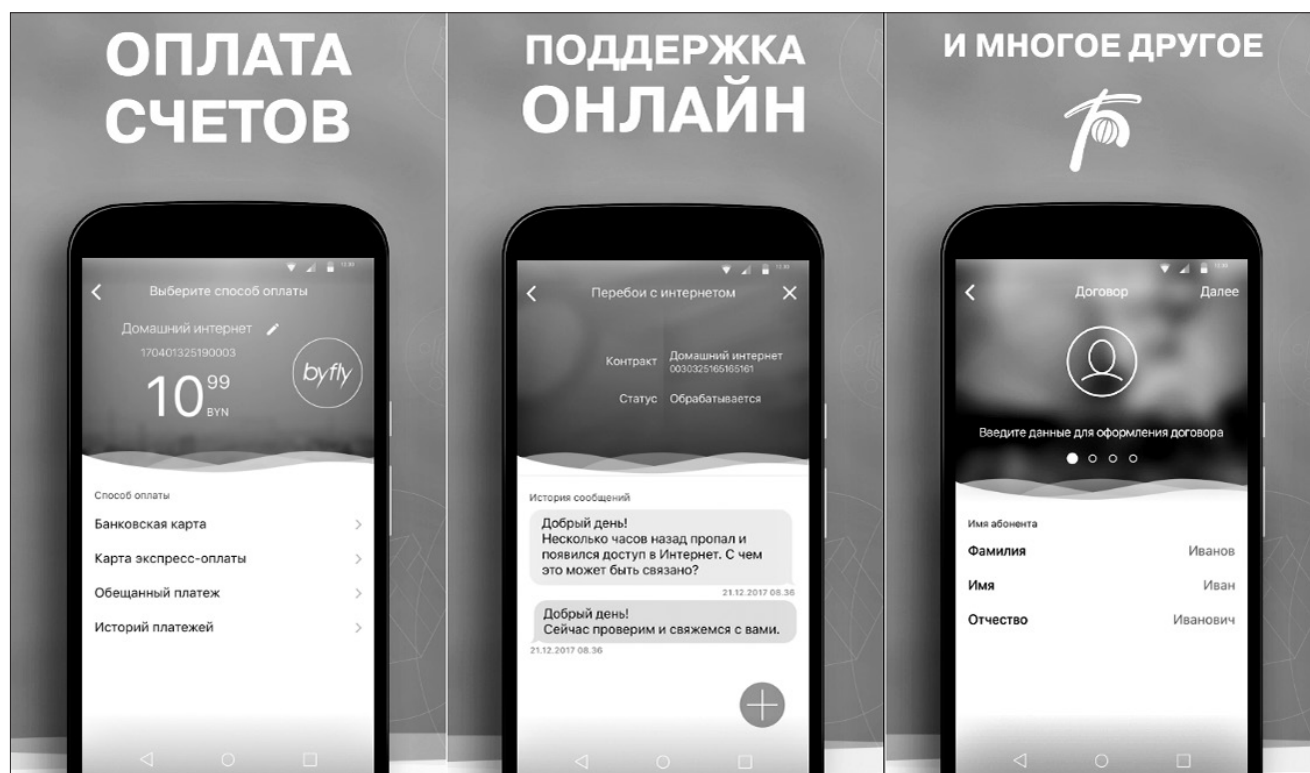 ОПЛАТА
СЧЕТОВ
Выберите способ оплаты
Домашний интернет
170401325190003
10 99
BYN
byfly
Способ оплаты
Банковская карта
Карта экспресс-оплаты
Обещанный платеж
Историй платежей
ПОДДЕРЖКА
ОНЛАЙН
Перебои с интернетом
Контракт Домашний интернет
0030325165165161
Статус Обрабатывается
История сообщений
Добрый день!
Несколько часов назад пропал и
появился доступ в Интернет. С чем
это может быть связано?
21.12.2017 08.36
Добрый день!
Сейчас проверим и свяжемся с вами.
21.12.2017 08.36
И МНОГОЕ ДРУГОЕ
Договор Далее
Введите данные для оформления договора
Имя абонента
Фамилия Иванов
Имя Иван
Отчество Иванович